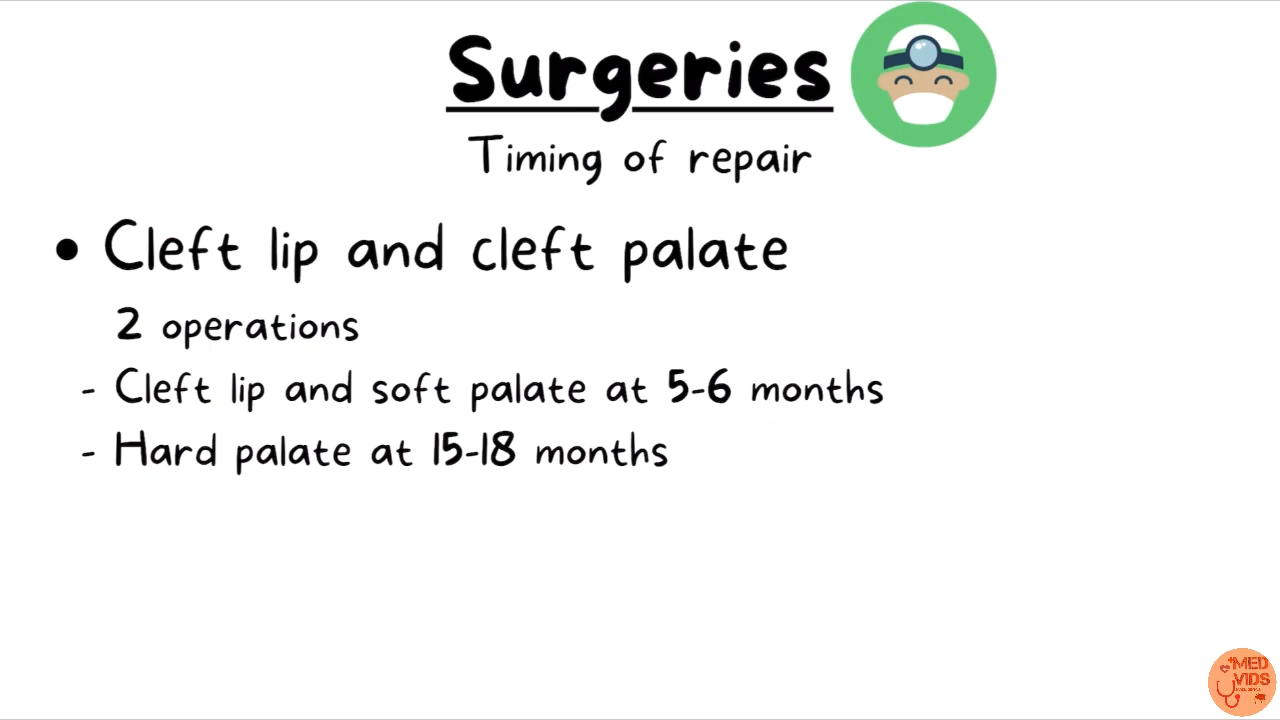 Surgeries
Timing of repair
• Cleft lip and cleft palate
2 operations
- Cleft lip and soft palate at 5-6 months
- Hard palate at 15-18 months
MED
VIDS